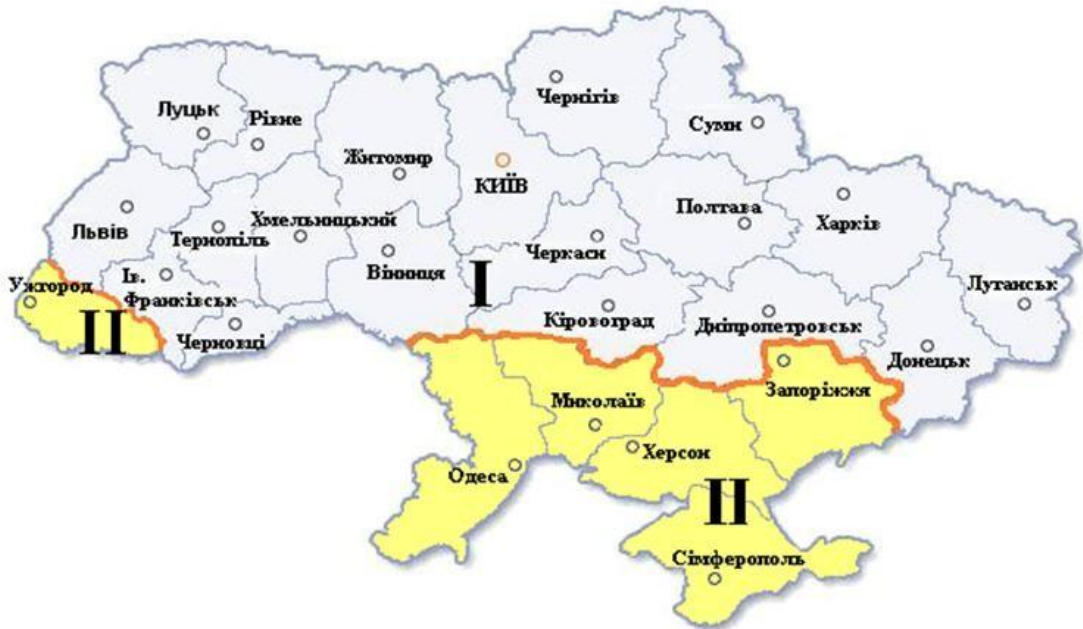 Чернігів
Луцьк
Рівне
Суми
Житомир
КИЇВ
Полтава
Харків
Хмельницький
Львів
Тернопіль
Черкаси
Вінниця
I
Ужгород
Ів.
Франківськ
Луганськ
II
Черновці
Кіровоград
Дніпропетровськ
Донецьк
Запоріжжя
Миколаїв
Херсон
Одеса
II
Сімферополь